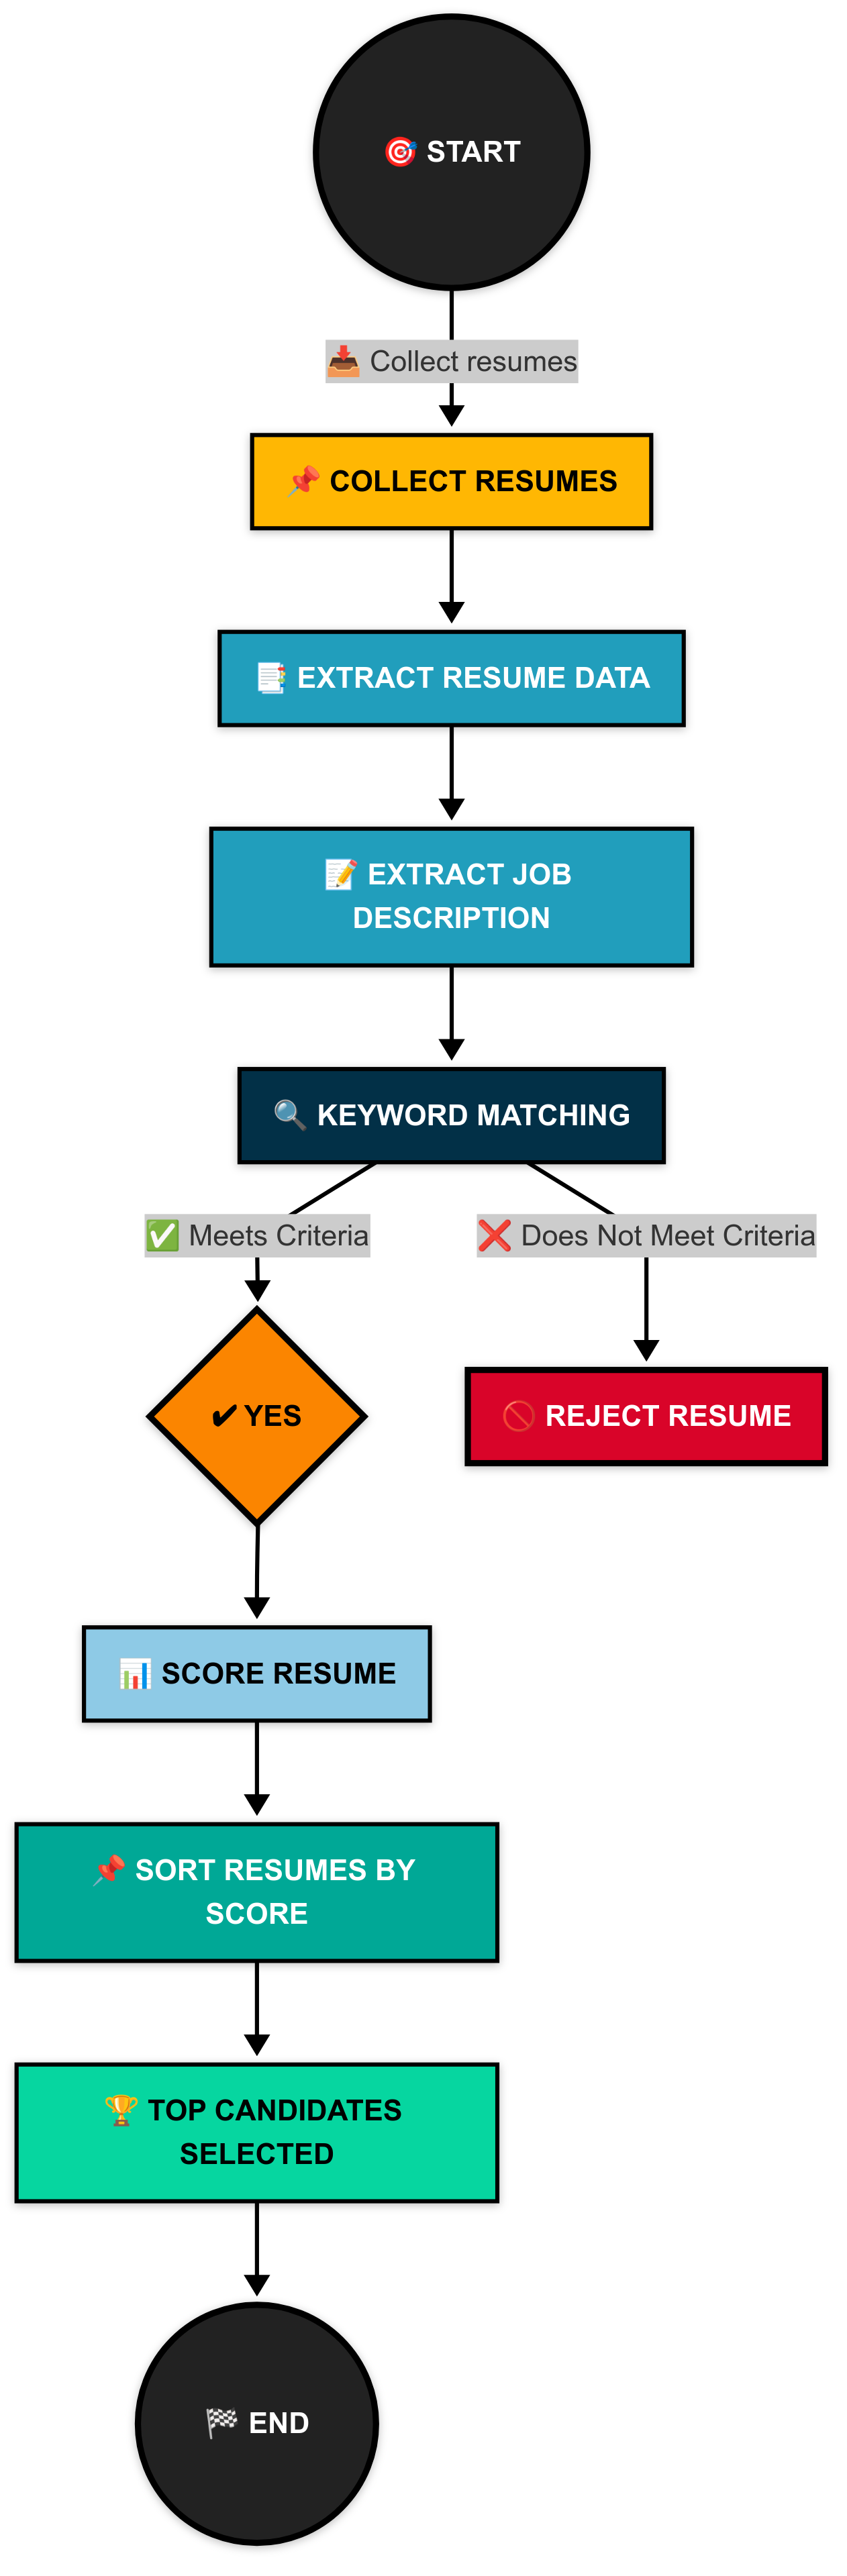 🎯 START
📥 Collect resumes
📌 COLLECT RESUMES
📑 EXTRACT RESUME DATA
📝 EXTRACT JOB
DESCRIPTION
🔍 KEYWORD MATCHING
✅ Meets Criteria
❌ Does Not Meet Criteria
✔ YES
🚫 REJECT RESUME
📊 SCORE RESUME
📌 SORT RESUMES BY
SCORE
🏆 TOP CANDIDATES
SELECTED
🏁 END